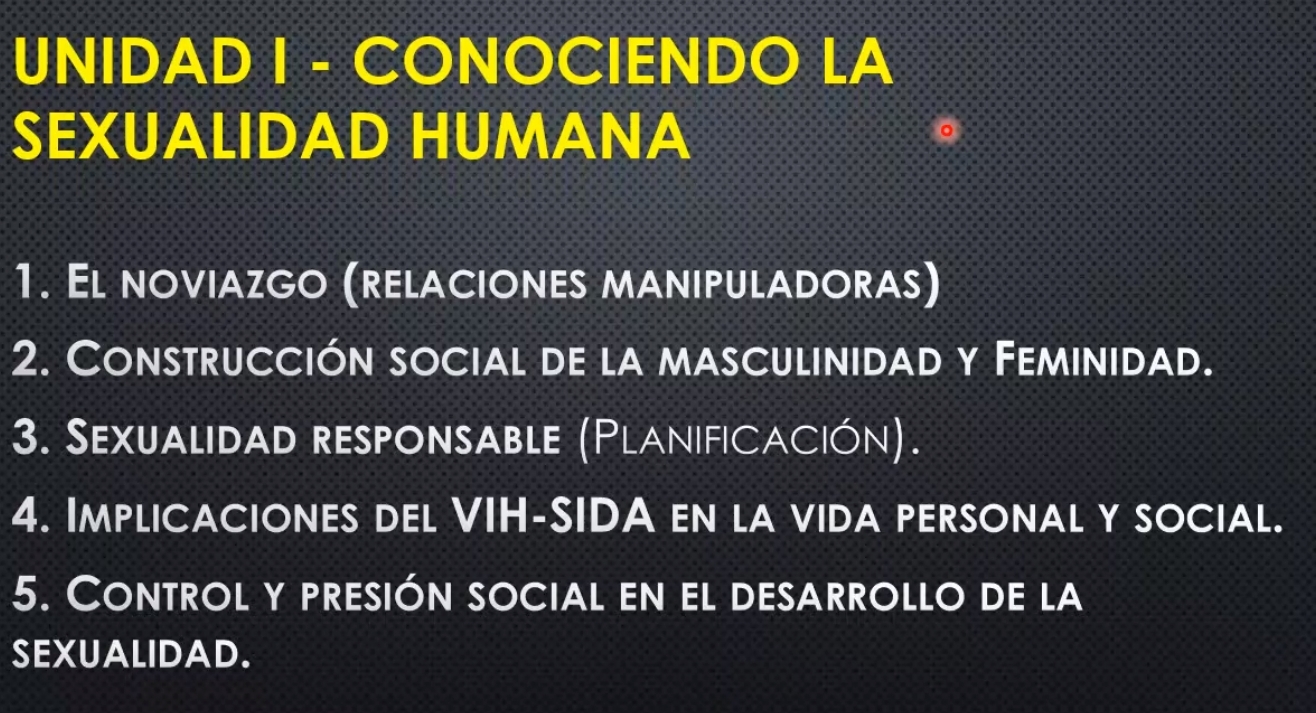 UNIDAD I - CONOCIENDO LA
SEXUALIDAD HUMANA
1. EL NOVIAZGO (RELACIONES MANIPULADORAS)
2. CONSTRUCCIÓN SOCIAL DE LA MASCULINIDAD Y FEMINIDAD.
3. SEXUALIDAD RESPONSABLE (PLANIFICACIÓN).
4. IMPLICACIONES DEL VIH-SIDA EN LA VIDA PERSONAL Y SOCIAL.
5. CONTROL Y PRESIÓN SOCIAL EN EL DESARROLLO DE LA
SEXUALIDAD.